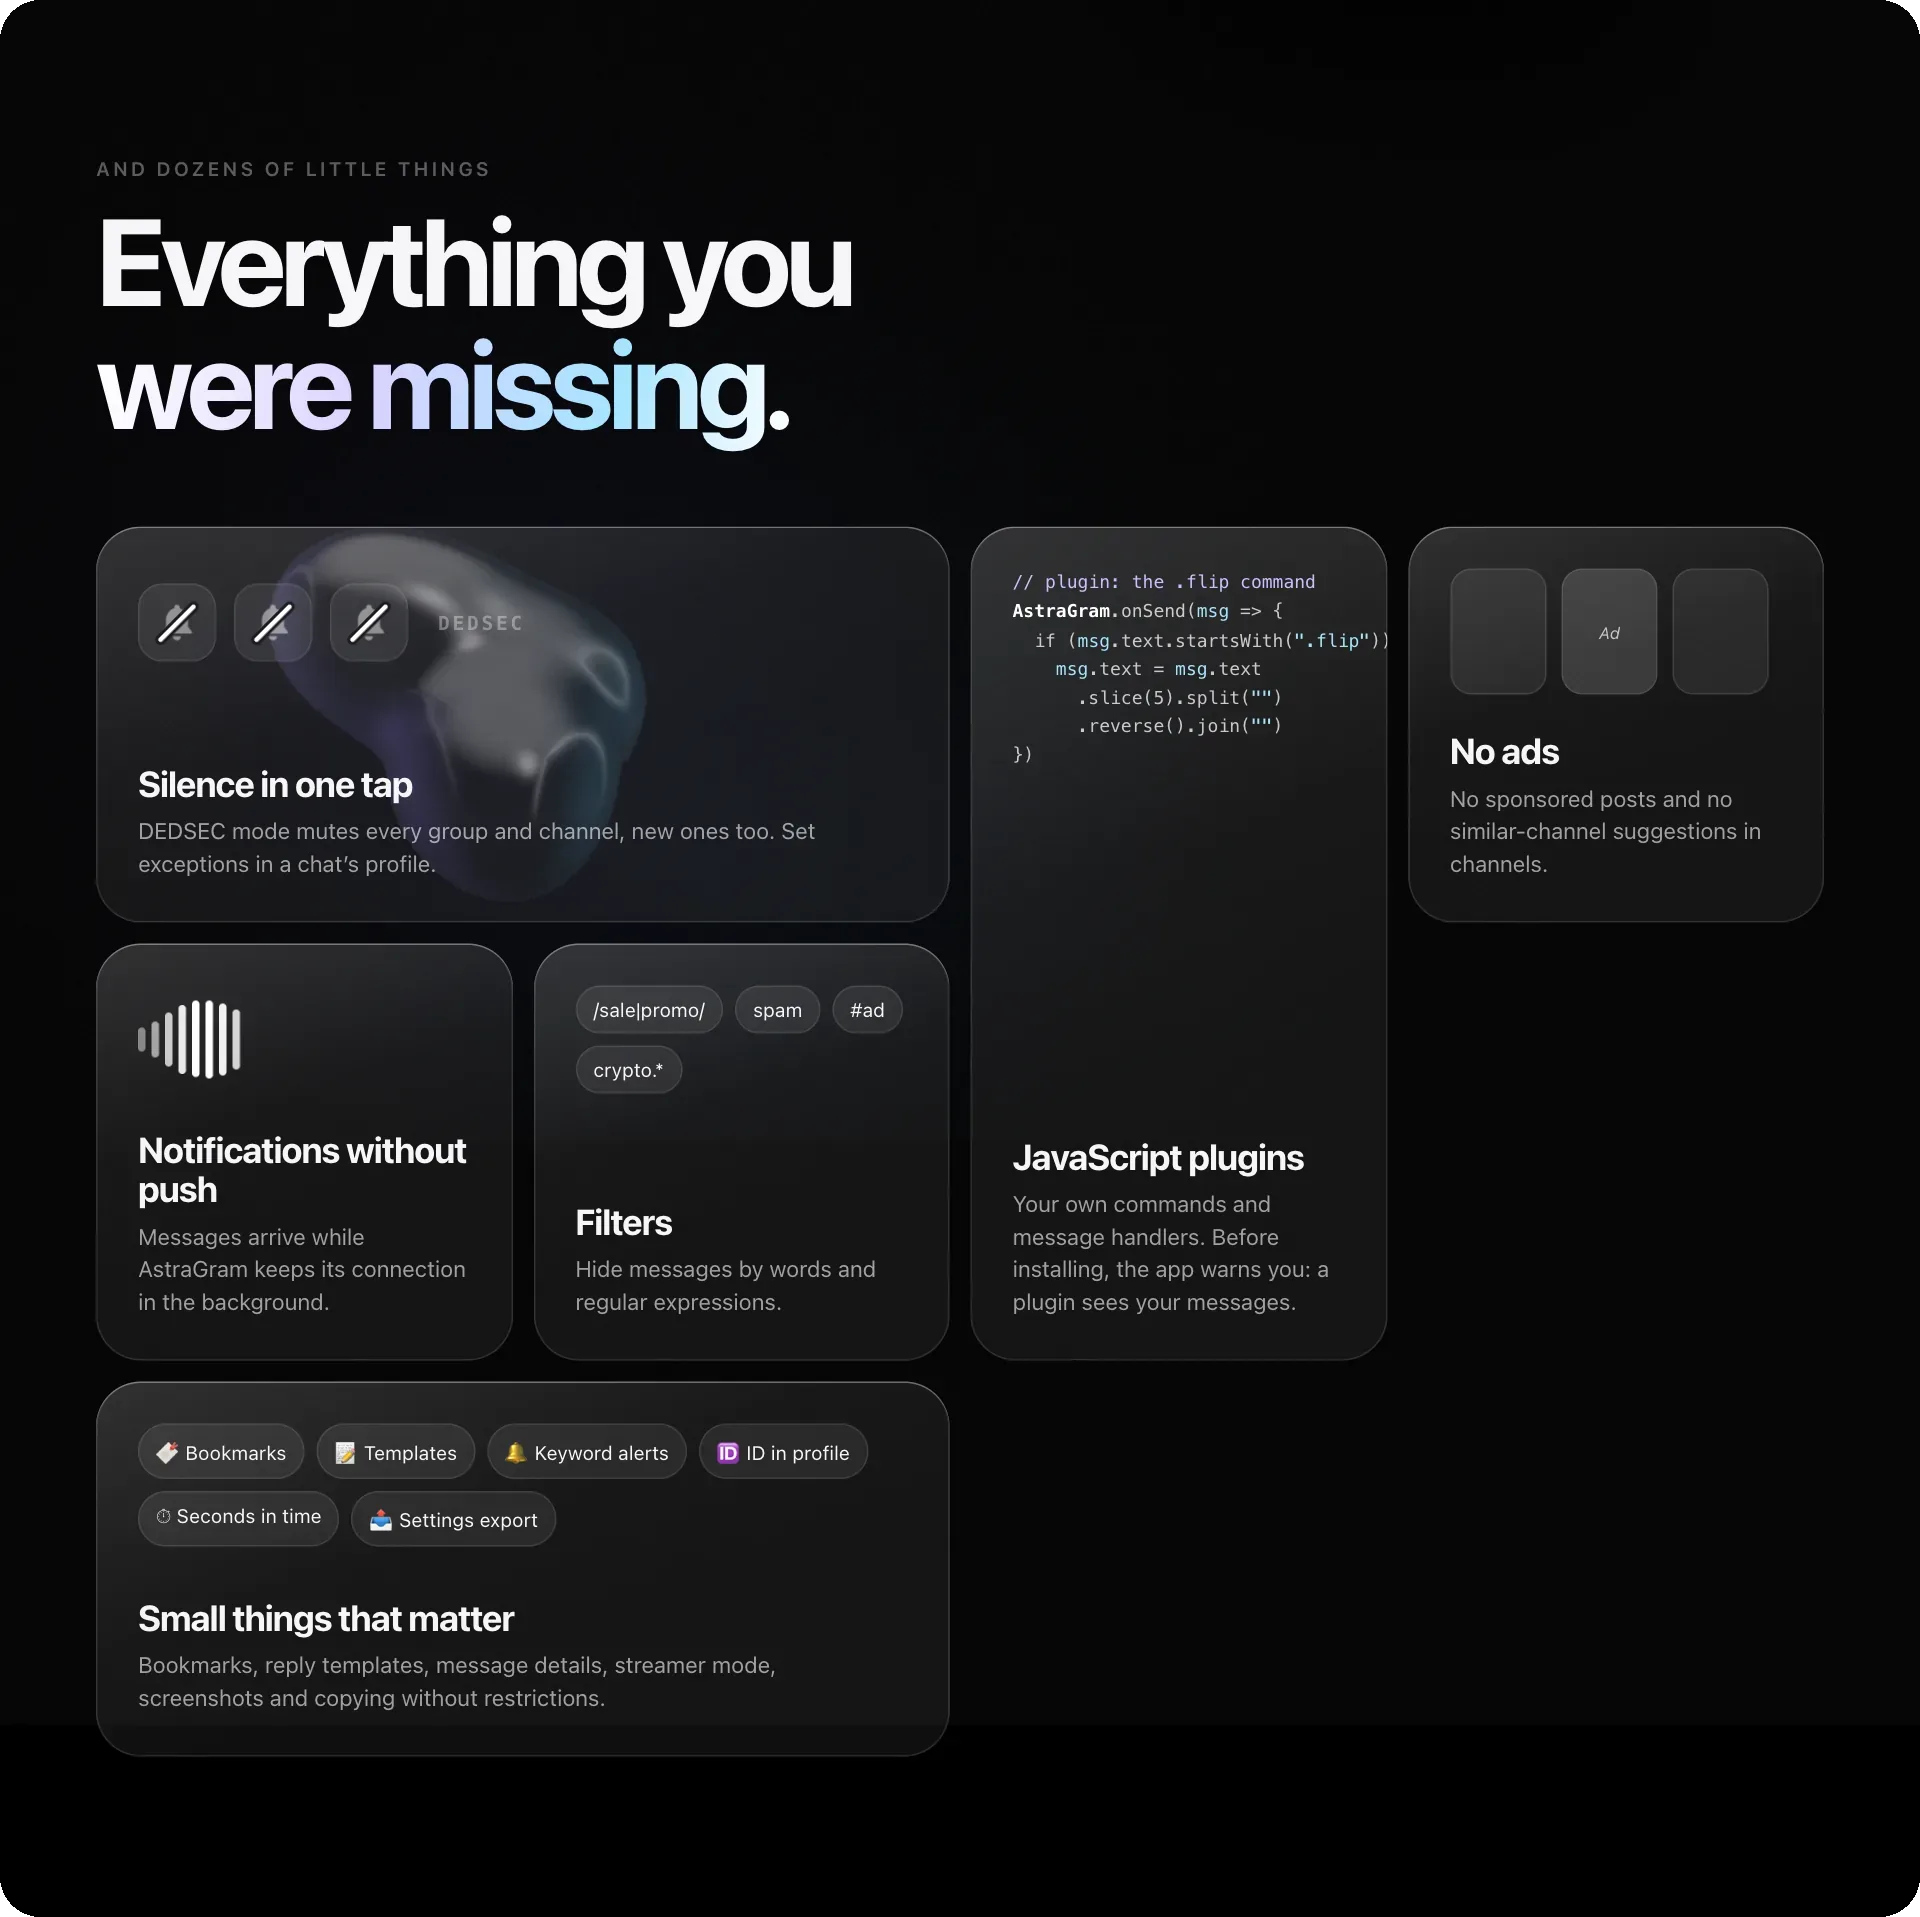 AND DOZENS OF LITTLE THINGS
Everything you
were missing.
DEDSEC
Silence in one tap
DEDSEC mode mutes every group and channel, new ones too. Set
exceptions in a chat’s profile.
// plugin: the .flip command
AstraGram.onSend(msg => {
  if (msg.text.startsWith(".flip"))
    msg.text = msg.text
      .slice(5).split("")
      .reverse().join("")
})
JavaScript plugins
Your own commands and
message handlers. Before
installing, the app warns you: a
plugin sees your messages.
Ad
No ads
No sponsored posts and no
similar-channel suggestions in
channels.
Notifications without
push
Messages arrive while
AstraGram keeps its connection
in the background.
/sale|promo/ spam #ad
crypto.*
Filters
Hide messages by words and
regular expressions.
Bookmarks Templates Keyword alerts 🆔 ID in profile
Seconds in time Settings export
Small things that matter
Bookmarks, reply templates, message details, streamer mode,
screenshots and copying without restrictions.